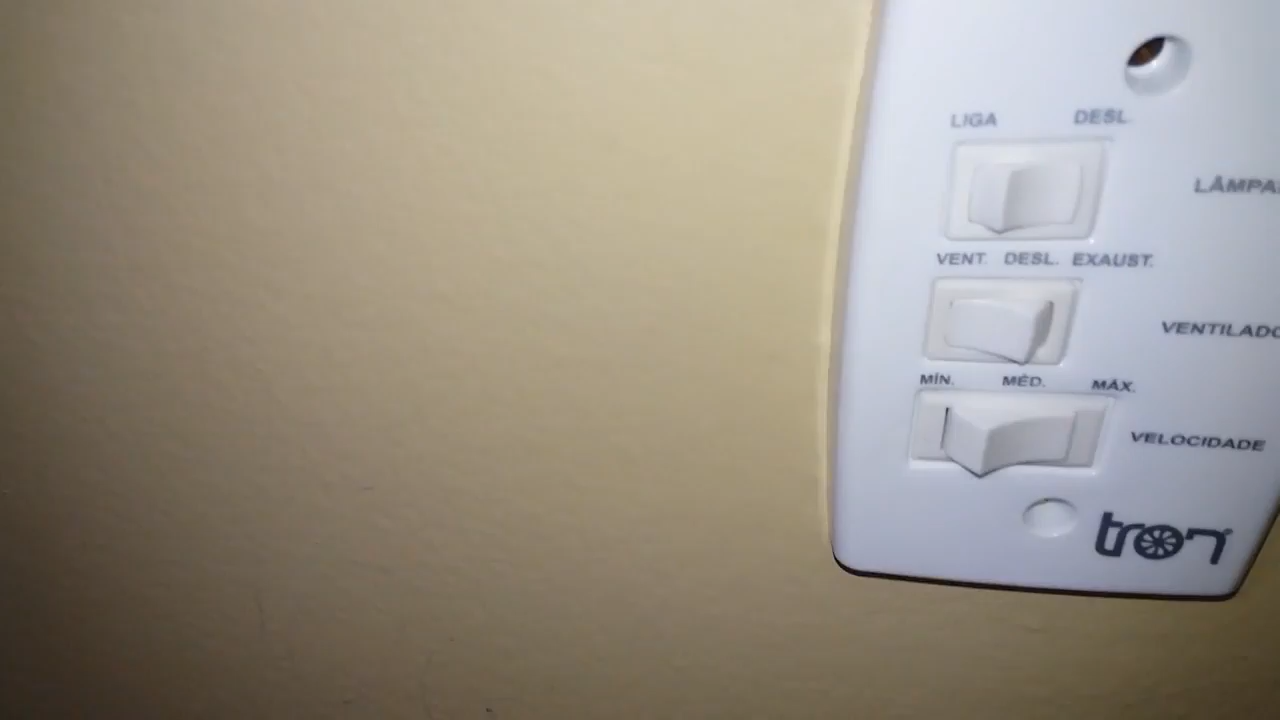 LIGA DESL.
LÂMPA
VENT. DESL. EXAUST.
VENTILADO
MÍN. MÉD. MÁX.
VELOCIDADE
tron